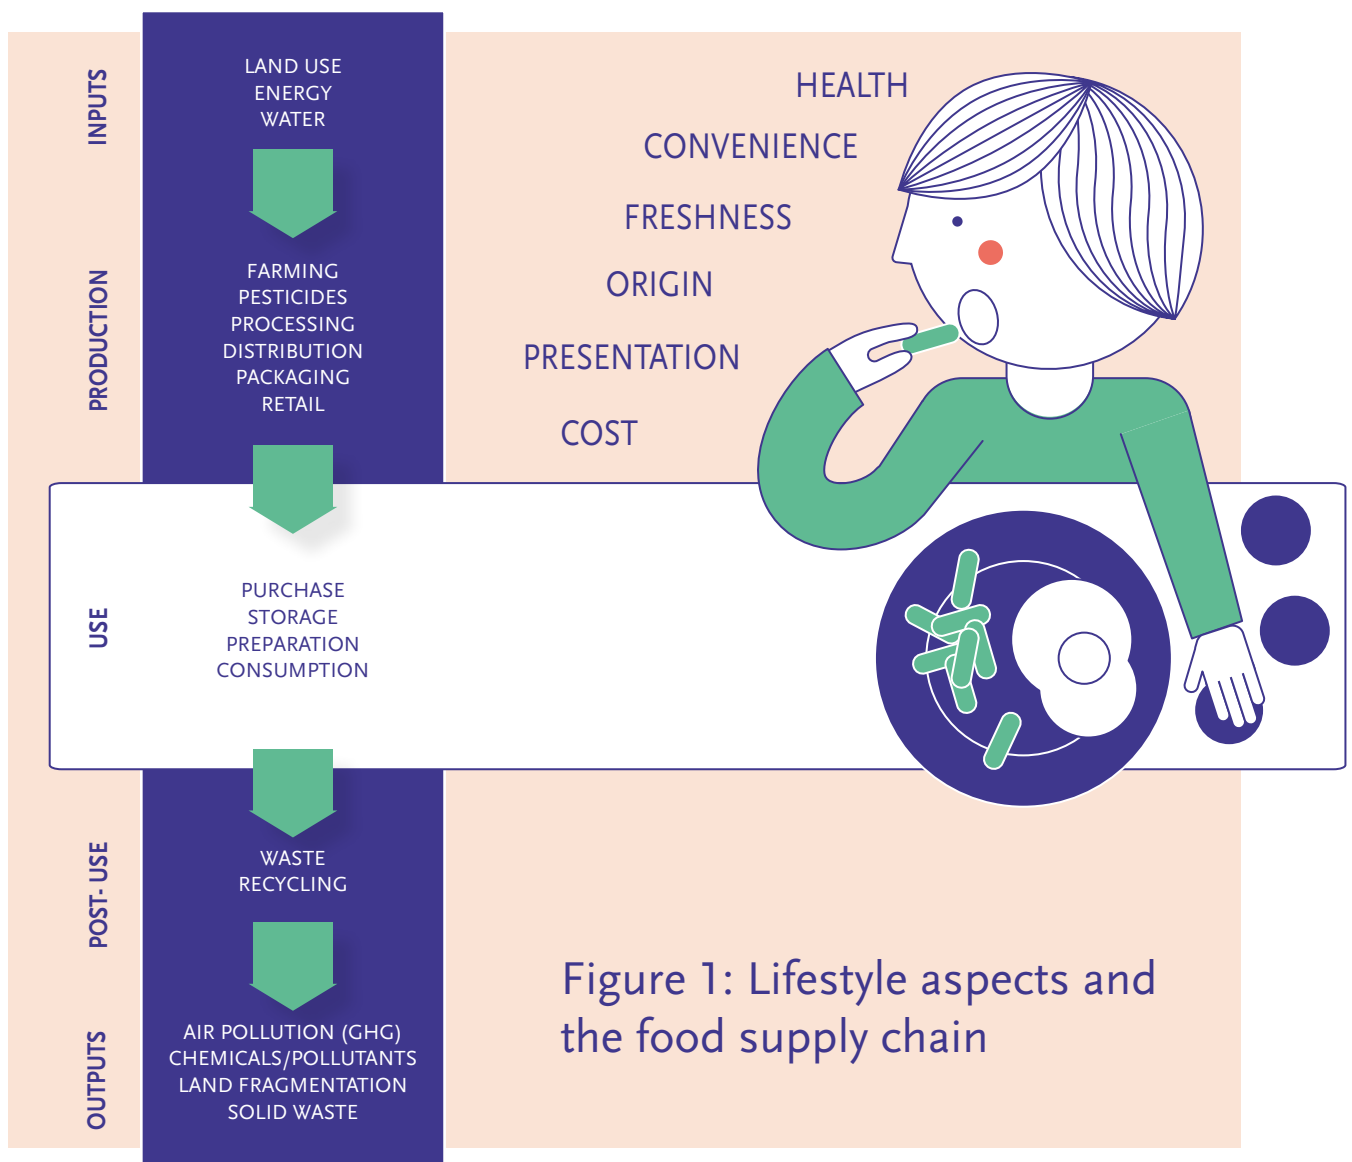 INPUTS
LAND USE
ENERGY
WATER
PRODUCTION
FARMING
PESTICIDES
PROCESSING
DISTRIBUTION
PACKAGING
RETAIL
USE
PURCHASE
STORAGE
PREPARATION
CONSUMPTION
POST- USE
WASTE
RECYCLING
OUTPUTS
AIR POLLUTION (GHG)
CHEMICALS/POLLUTANTS
LAND FRAGMENTATION
SOLID WASTE
HEALTH
CONVENIENCE
FRESHNESS
ORIGIN
PRESENTATION
COST
Figure 1: Lifestyle aspects and
the food supply chain